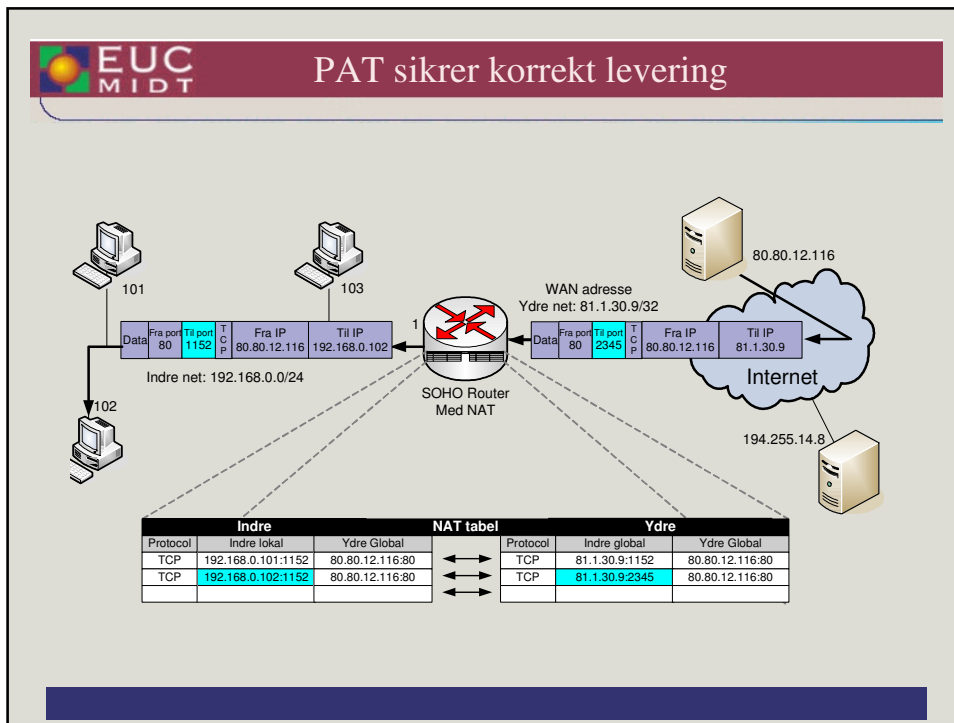 EUC
MIDT
PAT sikrer korrekt levering
80.80.12.116
101
103
WAN adresse
Ydre net: 81.1.30.9/32
1
Data
Fra port
80
Til port
1152
TCP
Fra IP
80.80.12.116
Til IP
192.168.0.102
Data
Fra port
80
Til port
2345
TCP
Fra IP
80.80.12.116
Til IP
81.1.30.9
Indre net: 192.168.0.0/24
Internet
SOHO Router
Med NAT
102
194.255.14.8
Indre NAT tabel Ydre
Protocol Indre lokal Ydre Global Protocol Indre global Ydre Global
TCP 192.168.0.101:1152 80.80.12.116:80 TCP 81.1.30.9:1152 80.80.12.116:80
TCP 192.168.0.102:1152 80.80.12.116:80 TCP 81.1.30.9:2345 80.80.12.116:80